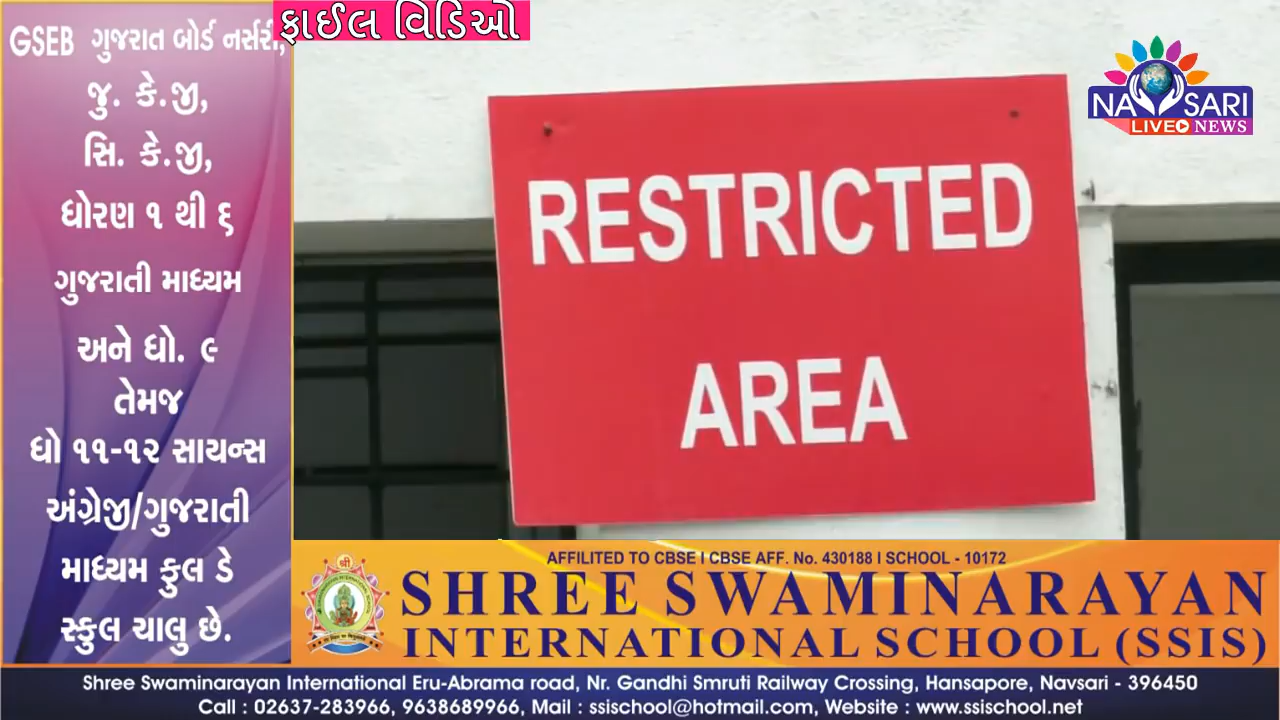 ફાઈલ વિડિઓ
GSEB ગુજરાત બોર્ડ નર્સરી,
જુ. કે.જી,
સિ. કે.જી,
ધોરણ ૧ થી ૬
ગુજરાતી માધ્યમ
અને ધો. ૯
તેમજ
ધો ૧૧-૧૨ સાયન્સ
અંગ્રેજી/ગુજરાતી
માધ્યમ ફુલ ડે
સ્કુલ ચાલુ છે.
RESTRICTED
AREA
NAVSARI
LIVE NEWS
AFFILITED TO CBSE I CBSE AFF. No. 430188 I SCHOOL - 10172
SHREE SWAMINARAYAN
INTERNATIONAL SCHOOL (SSIS)
Shree Swaminarayan International Eru-Abrama road, Nr. Gandhi Smruti Railway Crossing, Hansapore, Navsari - 396450
Call : 02637-283966, 9638689966, Mail : ssischool@hotmail.com, Website : www.ssischool.net